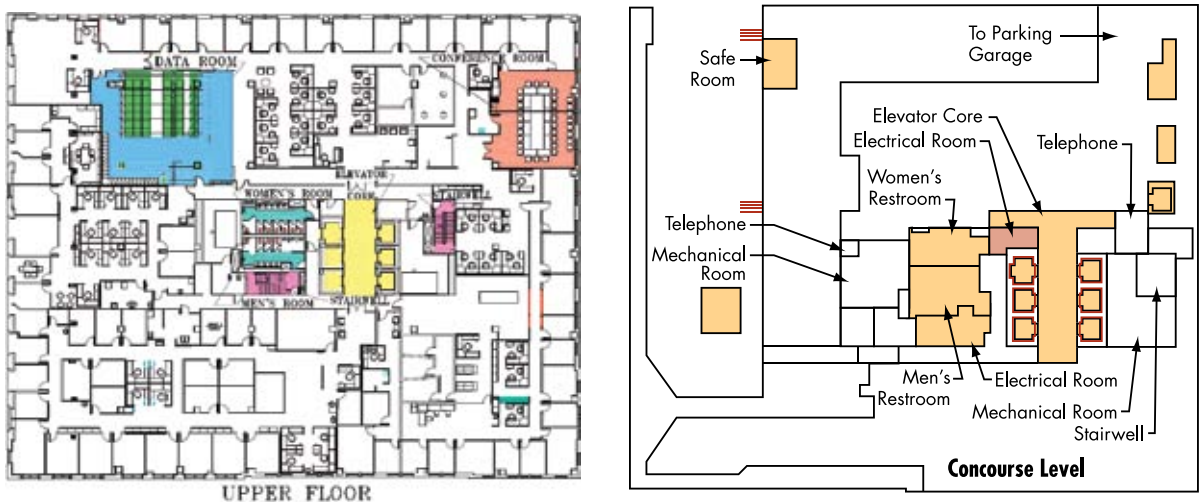 DATA ROOM
CONFERENCE ROOM
ELEVATOR
CORE
WOMEN'S ROOM
STAIRWELL
MEN'S ROOM
STAIRWELL
UPPER FLOOR
To Parking
Garage
Safe
Room
Elevator Core
Electrical Room
Telephone
Women's
Restroom
Telephone
Mechanical
Room
Men's
Restroom
Electrical Room
Mechanical Room
Stairwell
Concourse Level